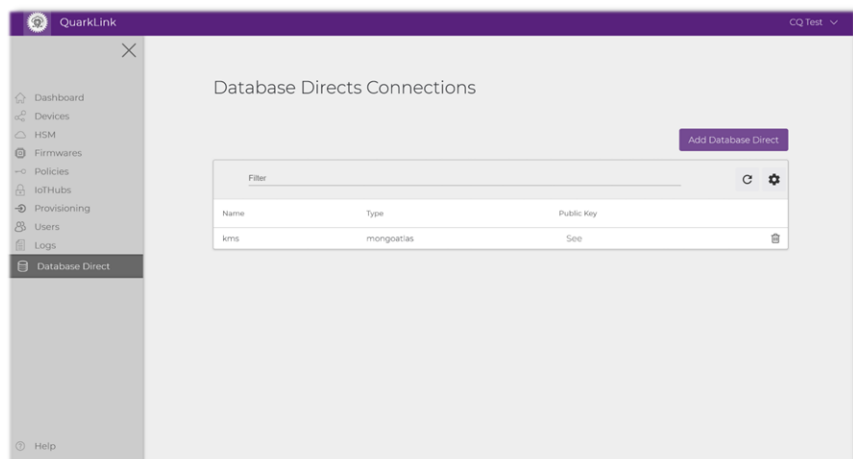 QuarkLink
CQ Test
Dashboard
Devices
HSM
Firmwares
Policies
IoTHubs
Provisioning
Users
Logs
Database Direct
Help
Database Directs Connections
Add Database Direct
Filter
Name Type Public Key
kms mongoatlas See